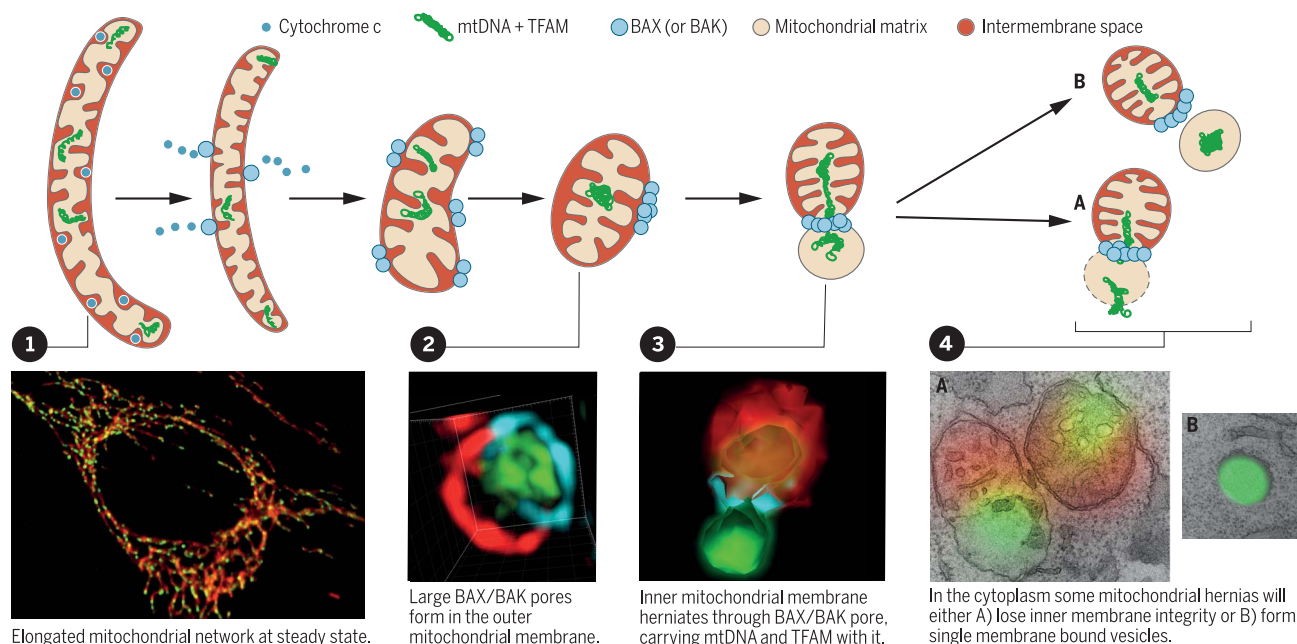 Cytochrome c
mtDNA + TFAM
BAX (or BAK)
Mitochondrial matrix
Intermembrane space
B
A
1
2
3
4
A
B
Elongated mitochondrial network at steady state.
Large BAX/BAK pores
form in the outer
mitochondrial membrane.
Inner mitochondrial membrane
herniates through BAX/BAK pore,
carrying mtDNA and TFAM with it.
In the cytoplasm some mitochondrial hernias will
either A) lose inner membrane integrity or B) form
single membrane bound vesicles.